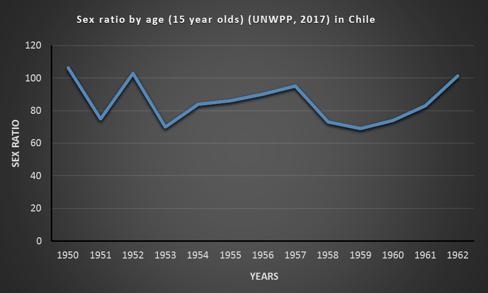 Sex ratio by age (15 year olds) (UNWPP, 2017) in Chile
120
100
80
60
40
20
0
SEX RATIO
1950 1951 1952 1953 1954 1955 1956 1957 1958 1959 1960 1961 1962
YEARS